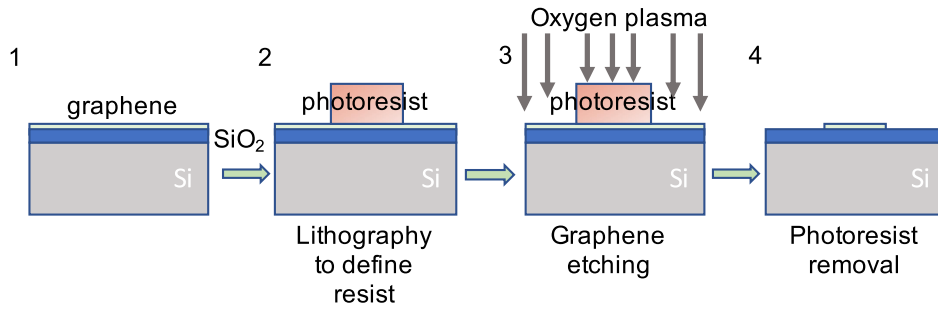 1
graphene
SiO₂
Si
2
photoresist
Si
Lithography
to define
resist
3
Oxygen plasma
photoresist
Si
Graphene
etching
4
Si
Photoresist
removal